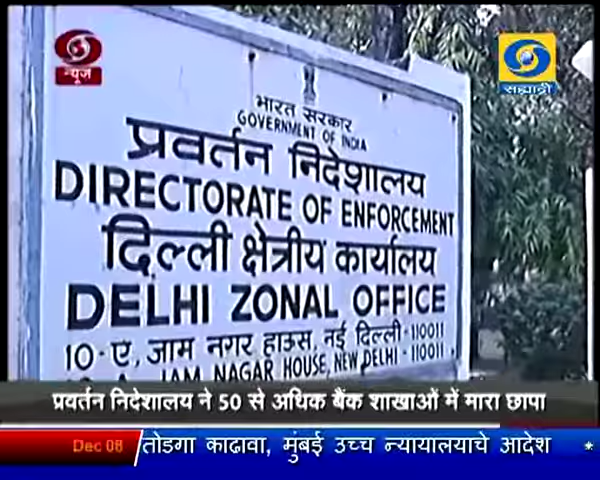 न्यूज़
सह्याद्री
भारत सरकार
GOVERNMENT OF INDIA
प्रवर्तन निदेशालय
DIRECTORATE OF ENFORCEMENT
दिल्ली क्षेत्रीय कार्यालय
DELHI ZONAL OFFICE
10-ए, जाम नगर हाऊस, नई दिल्ली-110011
JAM NAGAR HOUSE, NEW DELHI - 110011
प्रवर्तन निदेशालय ने 50 से अधिक बैंक शाखाओं में मारा छापा
Dec 08 तोडगा काढावा, मुंबई उच्च न्यायालयाचे आदेश *